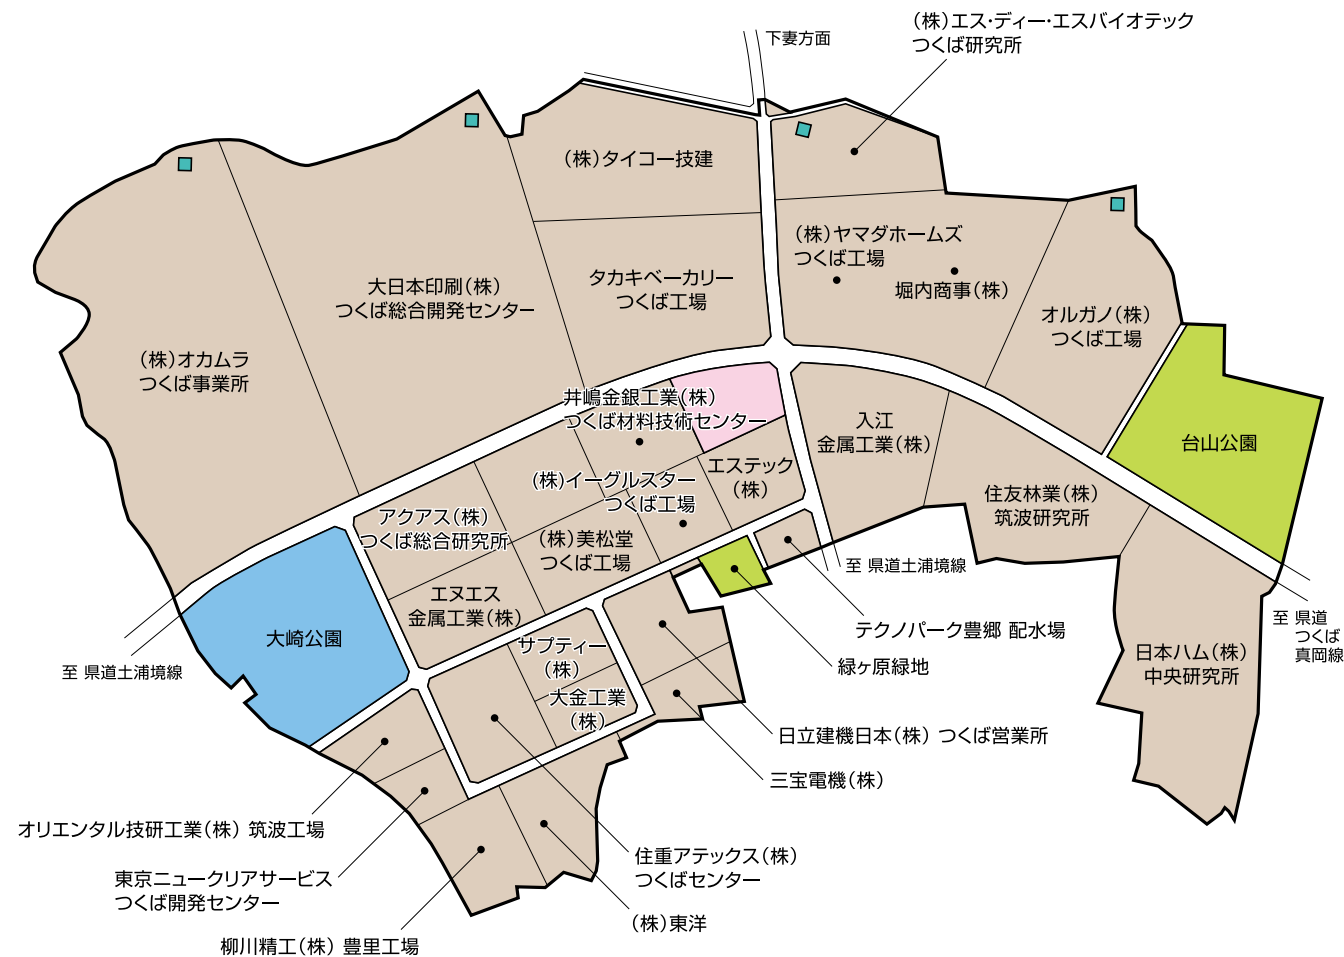 (株)エス・ディー・エスバイオテック
つくば研究所
下妻方面
(株)タイコー技建
(株)ヤマダホームズ
つくば工場
堀内商事(株)
タカキベーカリー
つくば工場
大日本印刷(株)
つくば総合開発センター
オルガノ(株)
つくば工場
(株)オカムラ
つくば事業所
井嶋金銀工業(株)
つくば材料技術センター
入江
金属工業(株)
台山公園
エステック
(株)
(株)イーグルスター
つくば工場
住友林業(株)
筑波研究所
アクアス(株)
つくば総合研究所
(株)美松堂
つくば工場
至 県道土浦境線
エヌエス
金属工業(株)
テクノパーク豊郷 配水場
至 県道
つくば
真岡線
大崎公園
サプティー
(株)
緑ヶ原緑地
日本ハム(株)
中央研究所
至 県道土浦境線
大金工業
(株)
日立建機日本(株) つくば営業所
三宝電機(株)
オリエンタル技研工業(株) 筑波工場
住重アテックス(株)
つくばセンター
東京ニュークリアサービス
つくば開発センター
(株)東洋
柳川精工(株) 豊里工場